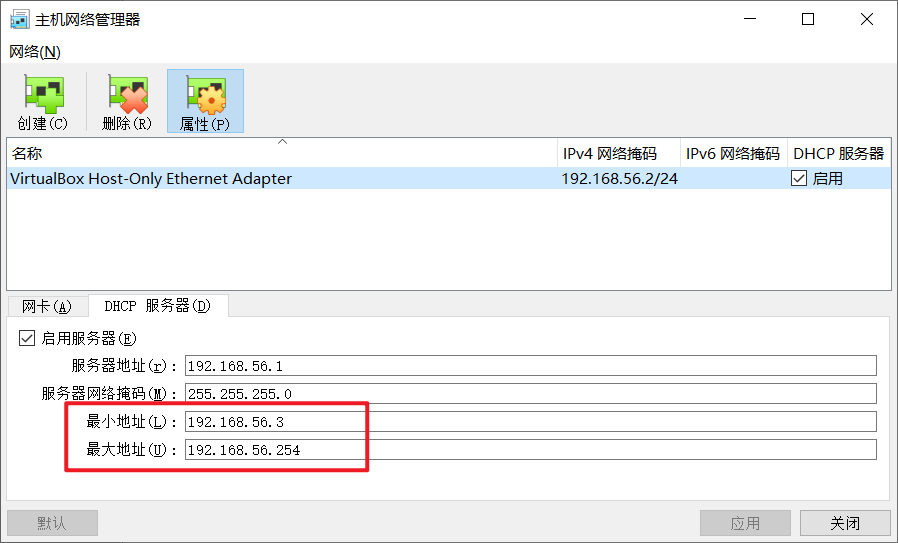 主机网络管理器
网络(N)
创建(C) 删除(R) 属性(P)
名称 IPv4 网络掩码 IPv6 网络掩码 DHCP 服务器
VirtualBox Host-Only Ethernet Adapter 192.168.56.2/24 启用
网卡(A) DHCP 服务器(D)
启用服务器(E)
服务器地址(r): 192.168.56.1
服务器网络掩码(M): 255.255.255.0
最小地址(L): 192.168.56.3
最大地址(U): 192.168.56.254
默认 应用 关闭